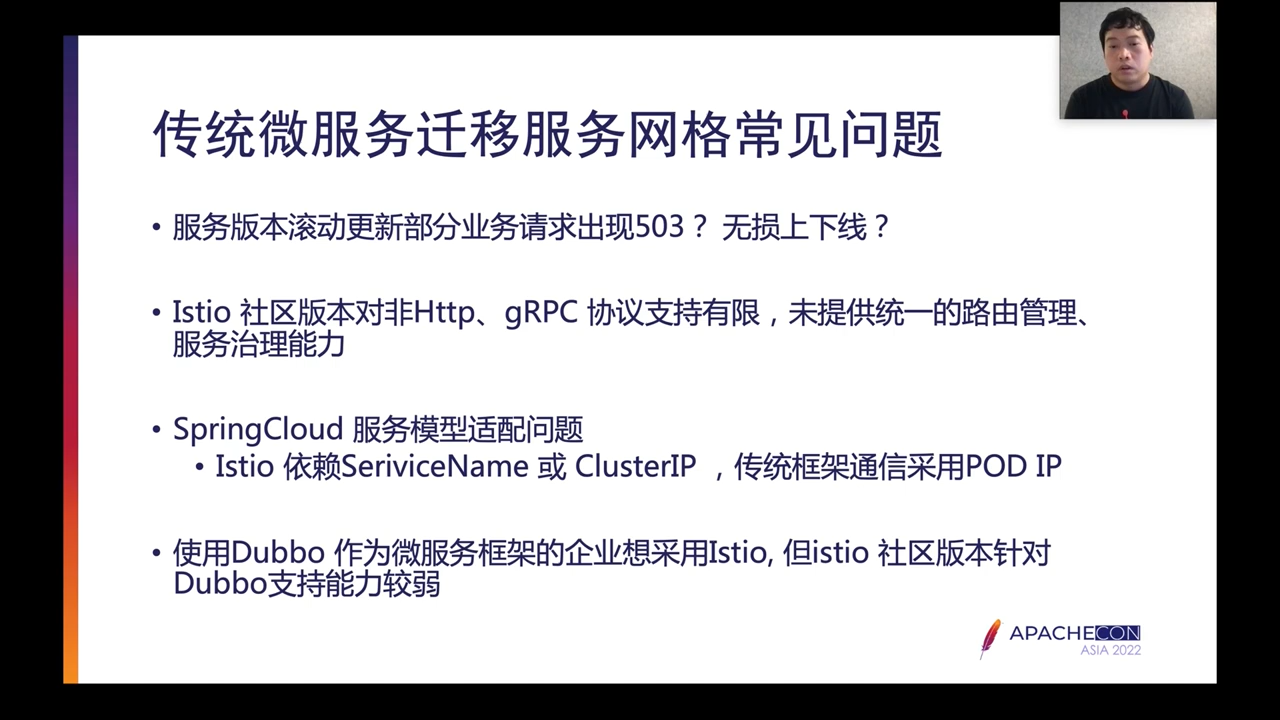 传统微服务迁移服务网格常见问题
• 服务版本滚动更新部分业务请求出现503？ 无损上下线？
• Istio 社区版本对非Http、gRPC 协议支持有限，未提供统一的路由管理、
服务治理能力
• SpringCloud 服务模型适配问题
• Istio 依赖SeriviceName 或 ClusterIP ，传统框架通信采用POD IP
• 使用Dubbo 作为微服务框架的企业想采用Istio, 但istio 社区版本针对
Dubbo支持能力较弱
APACHECON
ASIA 2022